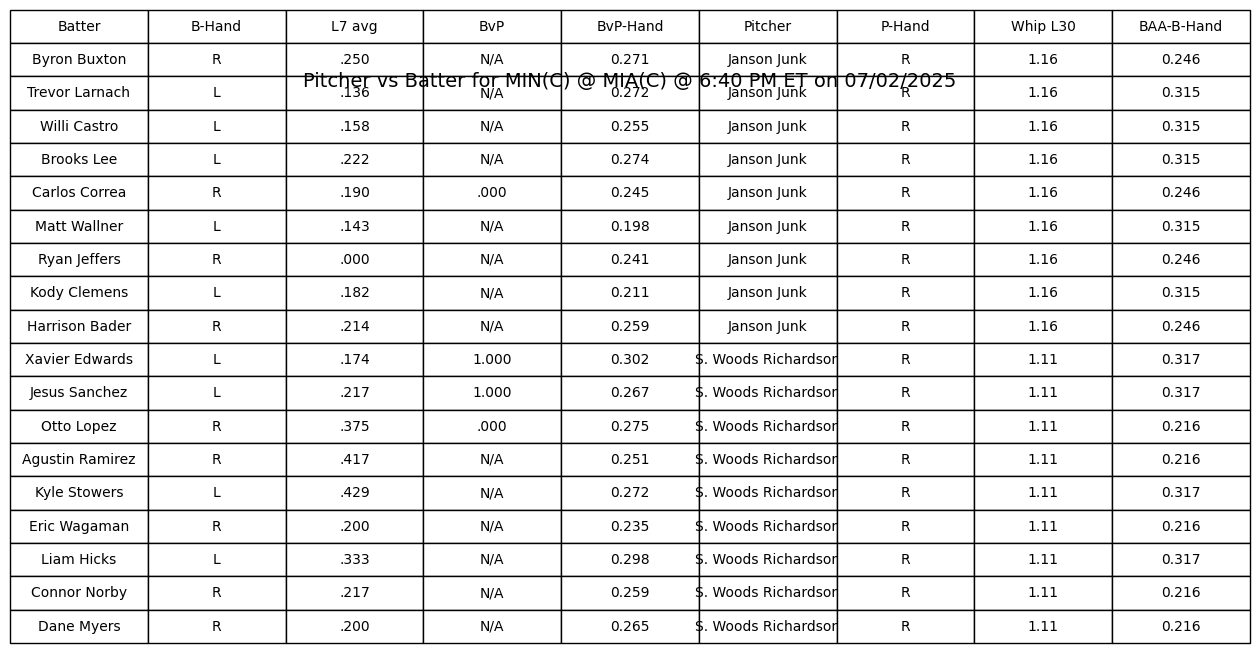 Batter B-Hand L7 avg BvP BvP-Hand Pitcher P-Hand Whip L30 BAA-B-Hand
Byron Buxton R .250 N/A 0.271 Janson Junk R 1.16 0.246
Pitcher vs Batter for MIN(C) @ MIA(C) @ 6:40 PM ET on 07/02/2025
Trevor Larnach L .136 N/A 0.272 Janson Junk R 1.16 0.315
Willi Castro L .158 N/A 0.255 Janson Junk R 1.16 0.315
Brooks Lee L .222 N/A 0.274 Janson Junk R 1.16 0.315
Carlos Correa R .190 .000 0.245 Janson Junk R 1.16 0.246
Matt Wallner L .143 N/A 0.198 Janson Junk R 1.16 0.315
Ryan Jeffers R .000 N/A 0.241 Janson Junk R 1.16 0.246
Kody Clemens L .182 N/A 0.211 Janson Junk R 1.16 0.315
Harrison Bader R .214 N/A 0.259 Janson Junk R 1.16 0.246
Xavier Edwards L .174 1.000 0.302 S. Woods Richardson R 1.11 0.317
Jesus Sanchez L .217 1.000 0.267 S. Woods Richardson R 1.11 0.317
Otto Lopez R .375 .000 0.275 S. Woods Richardson R 1.11 0.216
Agustin Ramirez R .417 N/A 0.251 S. Woods Richardson R 1.11 0.216
Kyle Stowers L .429 N/A 0.272 S. Woods Richardson R 1.11 0.317
Eric Wagaman R .200 N/A 0.235 S. Woods Richardson R 1.11 0.216
Liam Hicks L .333 N/A 0.298 S. Woods Richardson R 1.11 0.317
Connor Norby R .217 N/A 0.259 S. Woods Richardson R 1.11 0.216
Dane Myers R .200 N/A 0.265 S. Woods Richardson R 1.11 0.216